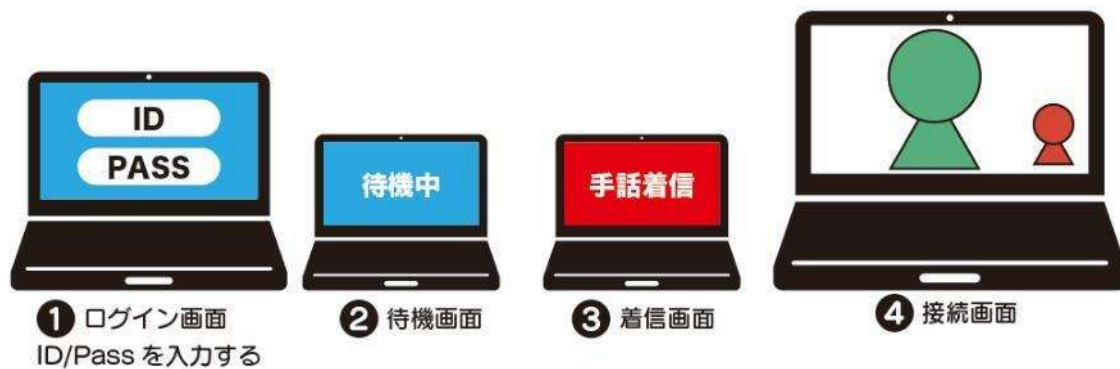 ID
PASS
待機中
手話着信
❶ ログイン画面
ID/Pass を入力する
❷ 待機画面
❸ 着信画面
❹ 接続画面